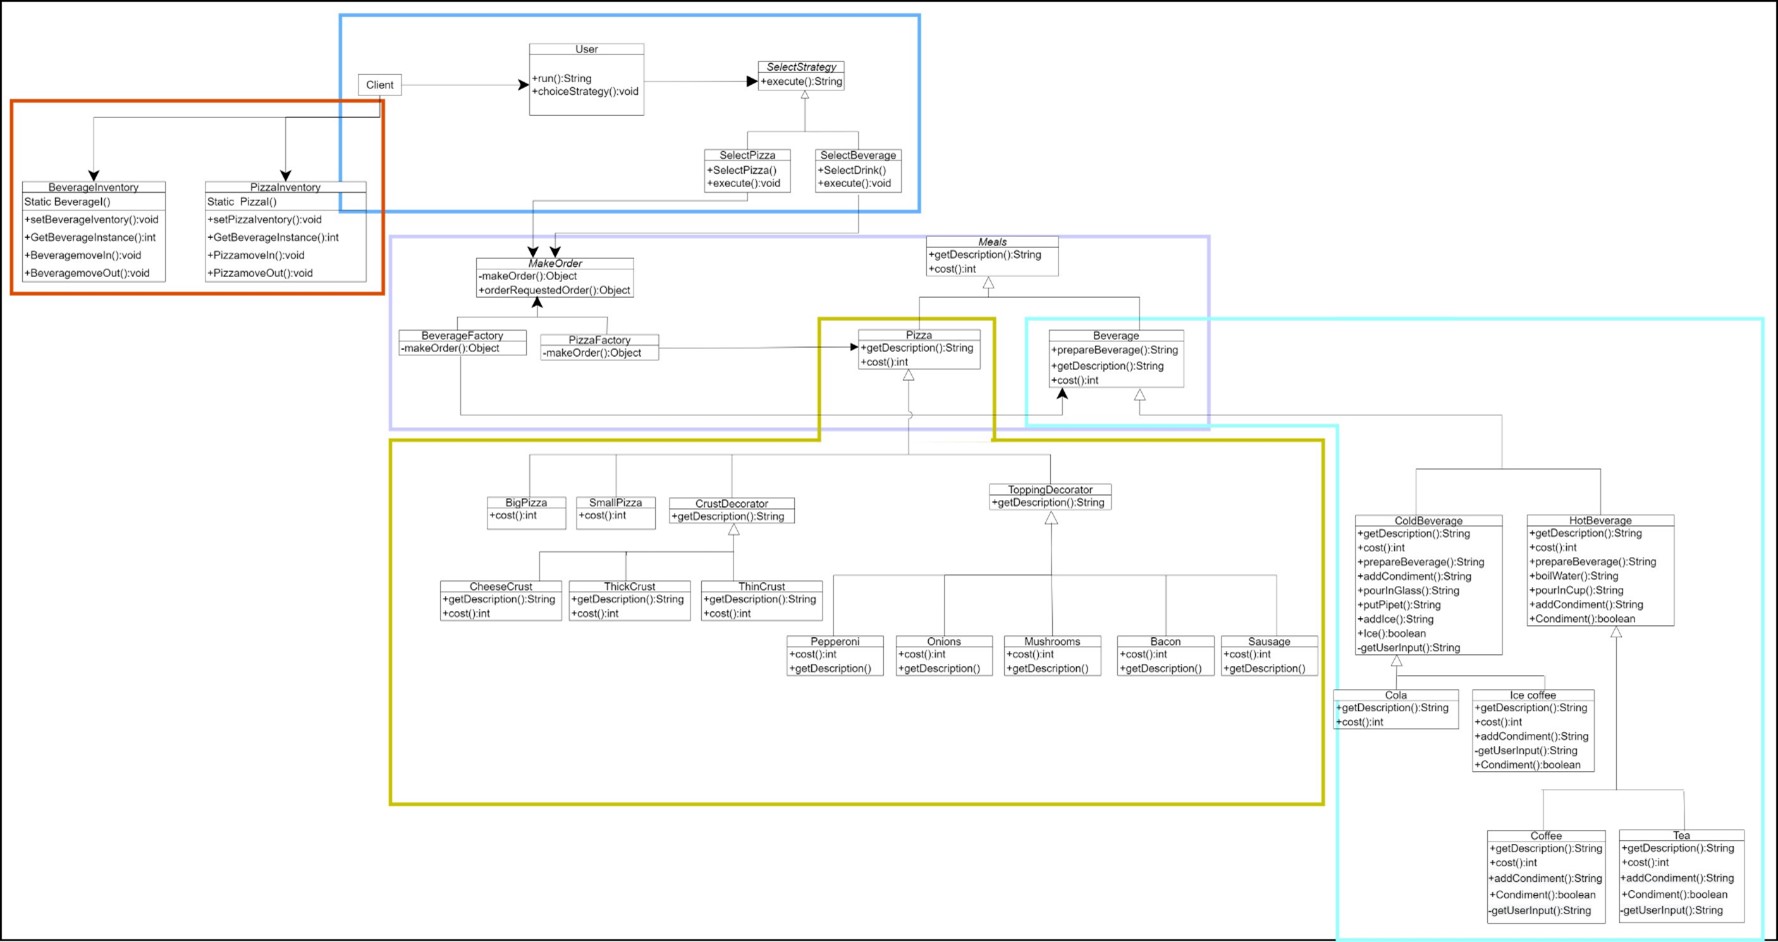 User
+run():String
+choiceStrategy():void
Client
SelectStrategy
+execute():String
SelectPizza
+SelectPizza()
+execute():void
SelectBeverage
+SelectDrink()
+execute():void
BeverageInventory
Static BeverageI()
+setBeverageIventory():void
+GetBeverageInstance():int
+BeveragemoveIn():void
+BeveragemoveOut():void
PizzaInventory
Static PizzaI()
+setPizzaIventory():void
+GetBeverageInstance():int
+PizzamoveIn():void
+PizzamoveOut():void
MakeOrder
-makeOrder():Object
+orderRequestedOrder():Object
Meals
+getDescription():String
+cost():int
BeverageFactory
-makeOrder():Object
PizzaFactory
-makeOrder():Object
Pizza
+getDescription():String
+cost():int
Beverage
+prepareBeverage():String
+getDescription():String
+cost():int
BigPizza
+cost():int
SmallPizza
+cost():int
CrustDecorator
+getDescription():String
ToppingDecorator
+getDescription():String
CheeseCrust
+getDescription():String
+cost():int
ThickCrust
+getDescription():String
+cost():int
ThinCrust
+getDescription():String
+cost():int
Pepperoni
+cost():int
+getDescription()
Onions
+cost():int
+getDescription()
Mushrooms
+cost():int
+getDescription()
Bacon
+cost():int
+getDescription()
Sausage
+cost():int
+getDescription()
ColdBeverage
+getDescription():String
+cost():int
+prepareBeverage():String
+addCondiment():String
+pourInGlass():String
+putPipet():String
+addIce():String
+Ice():boolean
-getUserInput():String
HotBeverage
+getDescription():String
+cost():int
+prepareBeverage():String
+boilWater():String
+pourInCup():String
+addCondiment():String
+Condiment():boolean
Cola
+getDescription():String
+cost():int
Ice coffee
+getDescription():String
+cost():int
+addCondiment():String
-getUserInput():String
+Condiment():boolean
Coffee
+getDescription():String
+cost():int
+addCondiment():String
+Condiment():boolean
-getUserInput():String
Tea
+getDescription():String
+cost():int
+addCondiment():String
+Condiment():boolean
-getUserInput():String